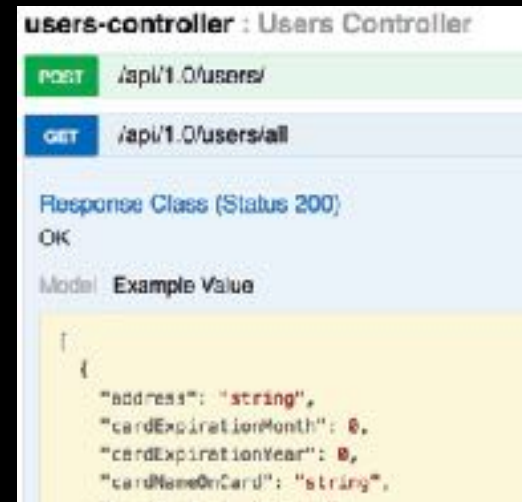 users-controller : Users Controller
POST /api/1.0/users/
GET /api/1.0/users/all
Response Class (Status 200)
OK
Model Example Value
[
{
"address": "string",
"cardExpirationMonth": 0,
"cardExpirationYear": 0,
"cardNameOnCard": "string",